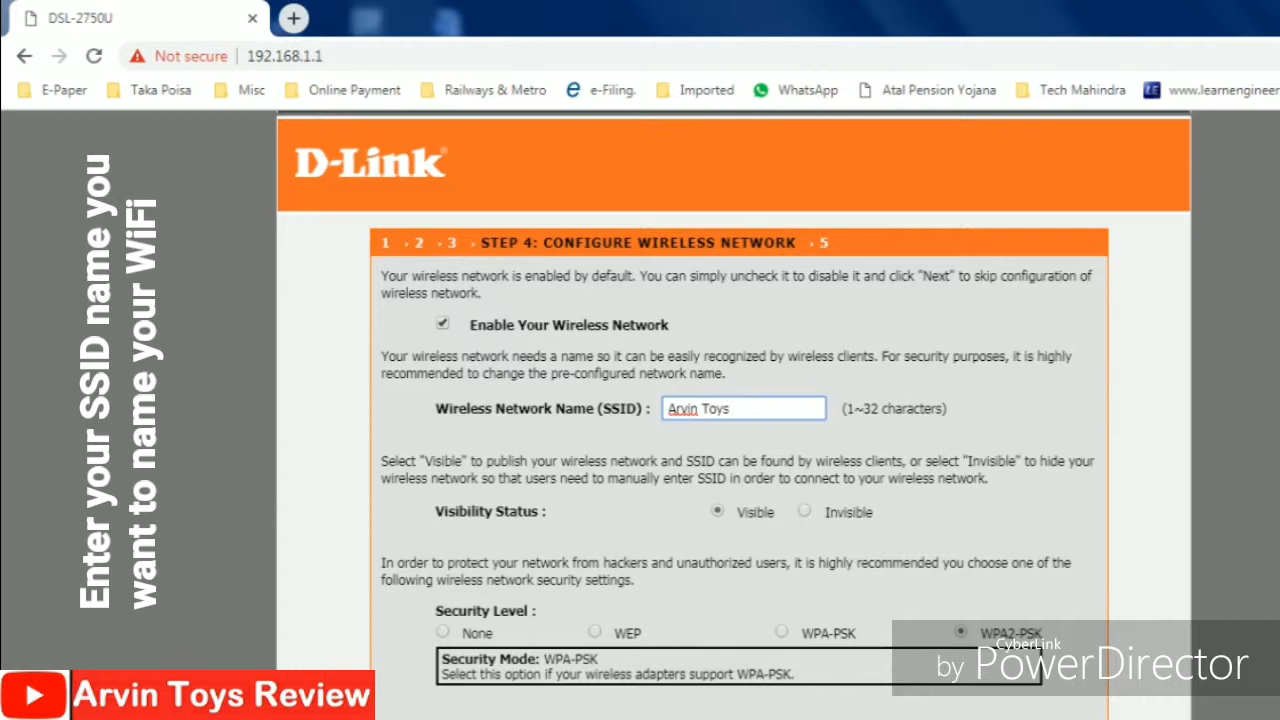 DSL-2750U
Not secure
192.168.1.1
E-Paper
Taka Poisa
Misc
Online Payment
Railways & Metro
e-Filing.
Imported
WhatsApp
Atal Pension Yojana
Tech Mahindra
LE
www.learnengineer
Enter your SSID name you
want to name your WiFi
D-Link®
1 › 2 › 3 › STEP 4: CONFIGURE WIRELESS NETWORK › 5
Your wireless network is enabled by default. You can simply uncheck it to disable it and click "Next" to skip configuration of
wireless network.
Enable Your Wireless Network
Your wireless network needs a name so it can be easily recognized by wireless clients. For security purposes, it is highly
recommended to change the pre-configured network name.
Wireless Network Name (SSID) : Arvin Toys (1~32 characters)
Select "Visible" to publish your wireless network and SSID can be found by wireless clients, or select "Invisible" to hide your
wireless network so that users need to manually enter SSID in order to connect to your wireless network.
Visibility Status : Visible Invisible
In order to protect your network from hackers and unauthorized users, it is highly recommended you choose one of the
following wireless network security settings.
Security Level :
None WEP WPA-PSK WPA2-PSK
Security Mode: WPA-PSK
Select this option if your wireless adapters support WPA-PSK.
CyberLink
by PowerDirector
Arvin Toys Review